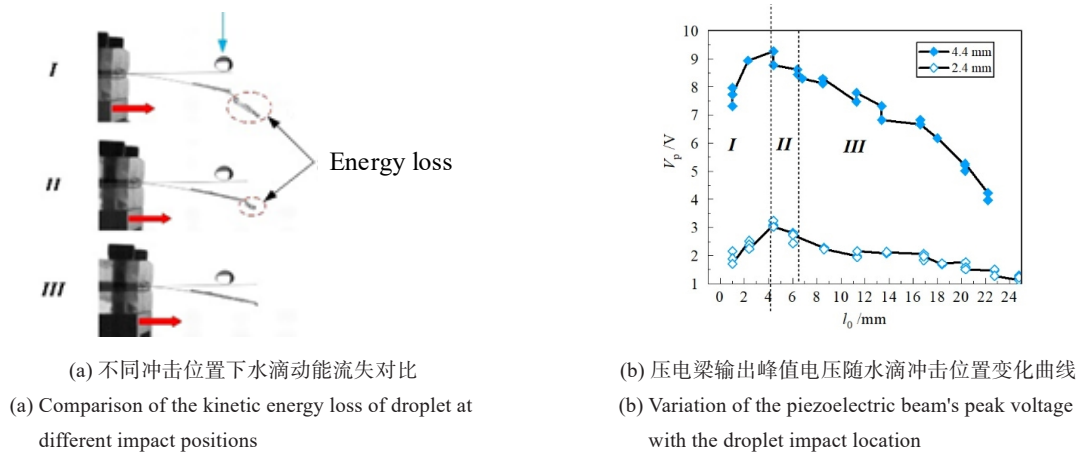 I
II
III
Energy loss
10
9
8
7
6
5
4
3
2
1
V_p /V
4.4 mm
2.4 mm
I
II
III
0 2 4 6 8 10 12 14 16 18 20 22 24
l_0 /mm
(a) 不同冲击位置下水滴动能流失对比
(a) Comparison of the kinetic energy loss of droplet at
different impact positions
(b) 压电梁输出峰值电压随水滴冲击位置变化曲线
(b) Variation of the piezoelectric beam's peak voltage
with the droplet impact location